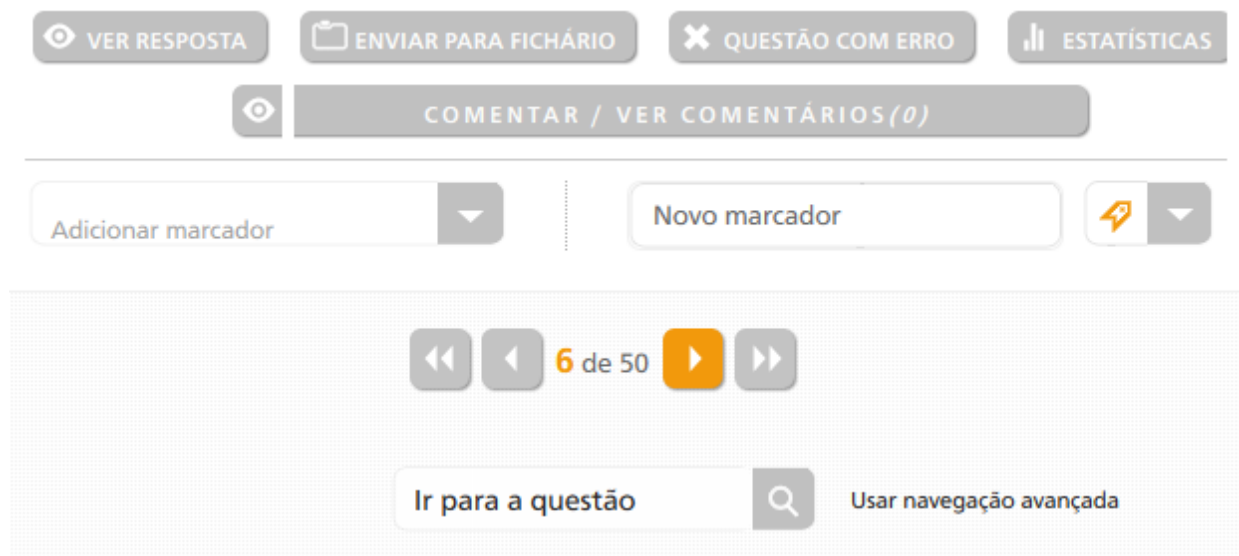 VER RESPOSTA ENVIAR PARA FICHÁRIO QUESTÃO COM ERRO ESTATÍSTICAS
COMENTAR / VER COMENTÁRIOS(0)
Adicionar marcador Novo marcador
6 de 50
Ir para a questão Usar navegação avançada